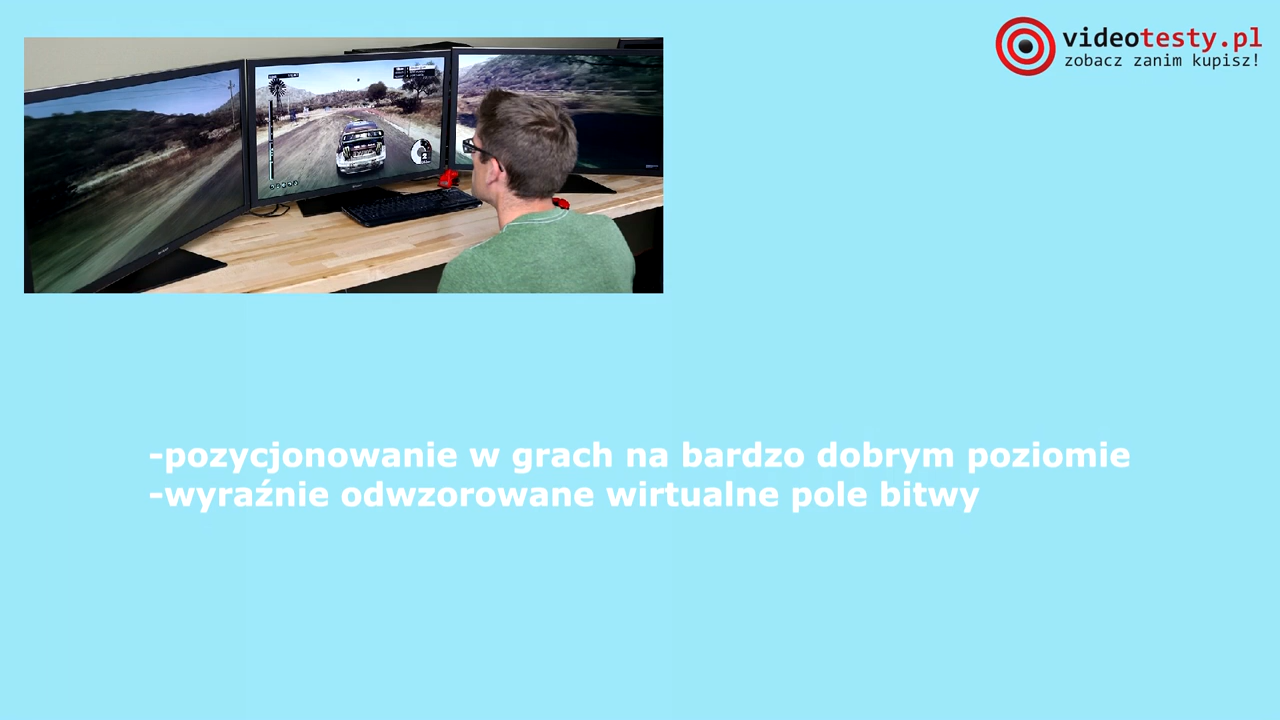 videotesty.pl
zobacz zanim kupisz!
-pozycjonowanie w grach na bardzo dobrym poziomie
-wyraźnie odwzorowane wirtualne pole bitwy